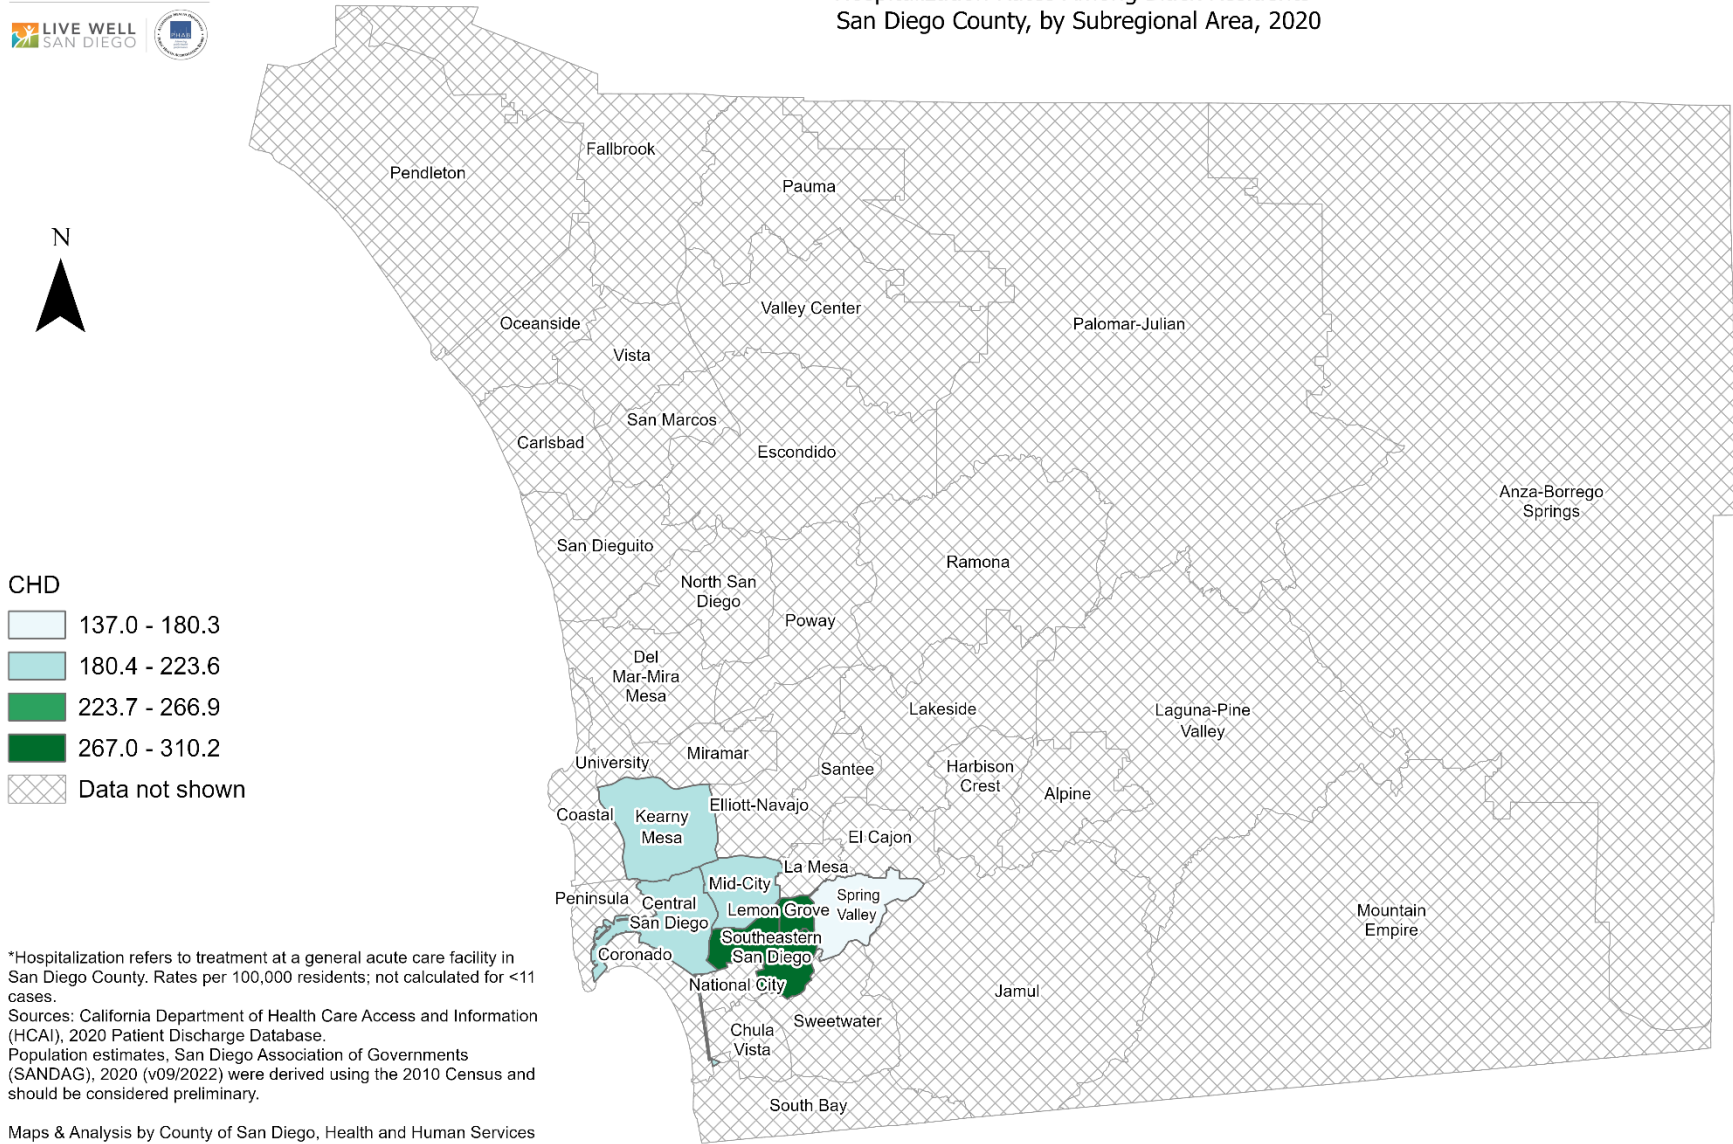 LIVE WELL
SAN DIEGO
PHAB
San Diego County, by Subregional Area, 2020
Fallbrook
Pendleton
Pauma
N
Valley Center
Oceanside
Palomar-Julian
Vista
San Marcos
Carlsbad
Escondido
Anza-Borrego
Springs
San Dieguito
Ramona
North San
Diego
Poway
Del
Mar-Mira
Mesa
Lakeside
Laguna-Pine
Valley
Miramar
University
Santee
Harbison
Crest
Alpine
Elliott-Navajo
Coastal
Kearny
Mesa
El Cajon
La Mesa
Mid-City
Peninsula
Central
San Diego
Spring
Valley
Lemon Grove
Mountain
Empire
Southeastern
San Diego
Coronado
National City
Jamul
Sweetwater
Chula
Vista
South Bay
CHD
137.0 - 180.3
180.4 - 223.6
223.7 - 266.9
267.0 - 310.2
Data not shown
*Hospitalization refers to treatment at a general acute care facility in
San Diego County. Rates per 100,000 residents; not calculated for <11
cases.
Sources: California Department of Health Care Access and Information
(HCAI), 2020 Patient Discharge Database.
Population estimates, San Diego Association of Governments
(SANDAG), 2020 (v09/2022) were derived using the 2010 Census and
should be considered preliminary.
Maps & Analysis by County of San Diego, Health and Human Services